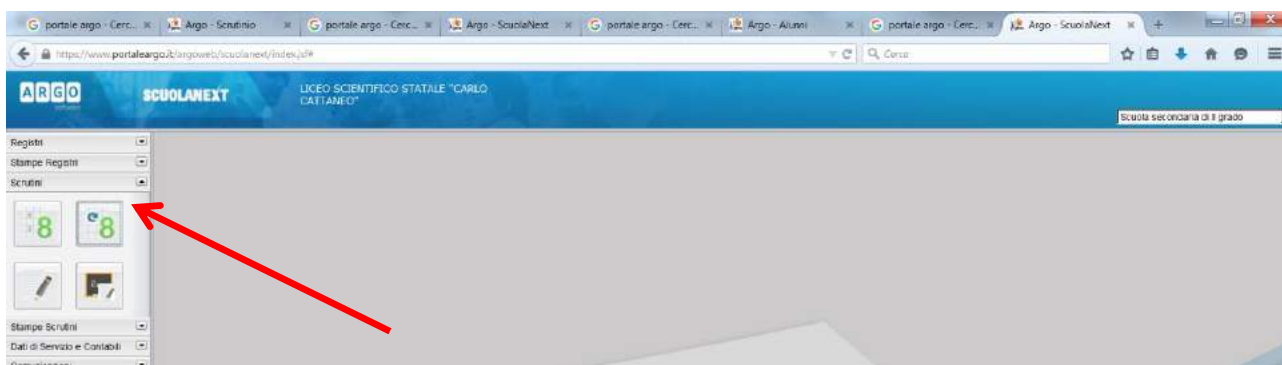 portale argo - Cerc... Argo - Scrutinio portale argo - Cerc... Argo - ScuolaNext portale argo - Cerc... Argo - Alunni portale argo - Cerc... Argo - ScuolaNext
https://www.portaleargo.it/argoweb/scuolanext/index.jsf#
Cerca
ARGO
SCUOLANEXT
LICEO SCIENTIFICO STATALE "CARLO
CATTANEO"
Scuola secondaria di II grado
Registri
Stampe Registri
Scrutini
8
8
Stampe Scrutini
Dati di Servizio e Contabili